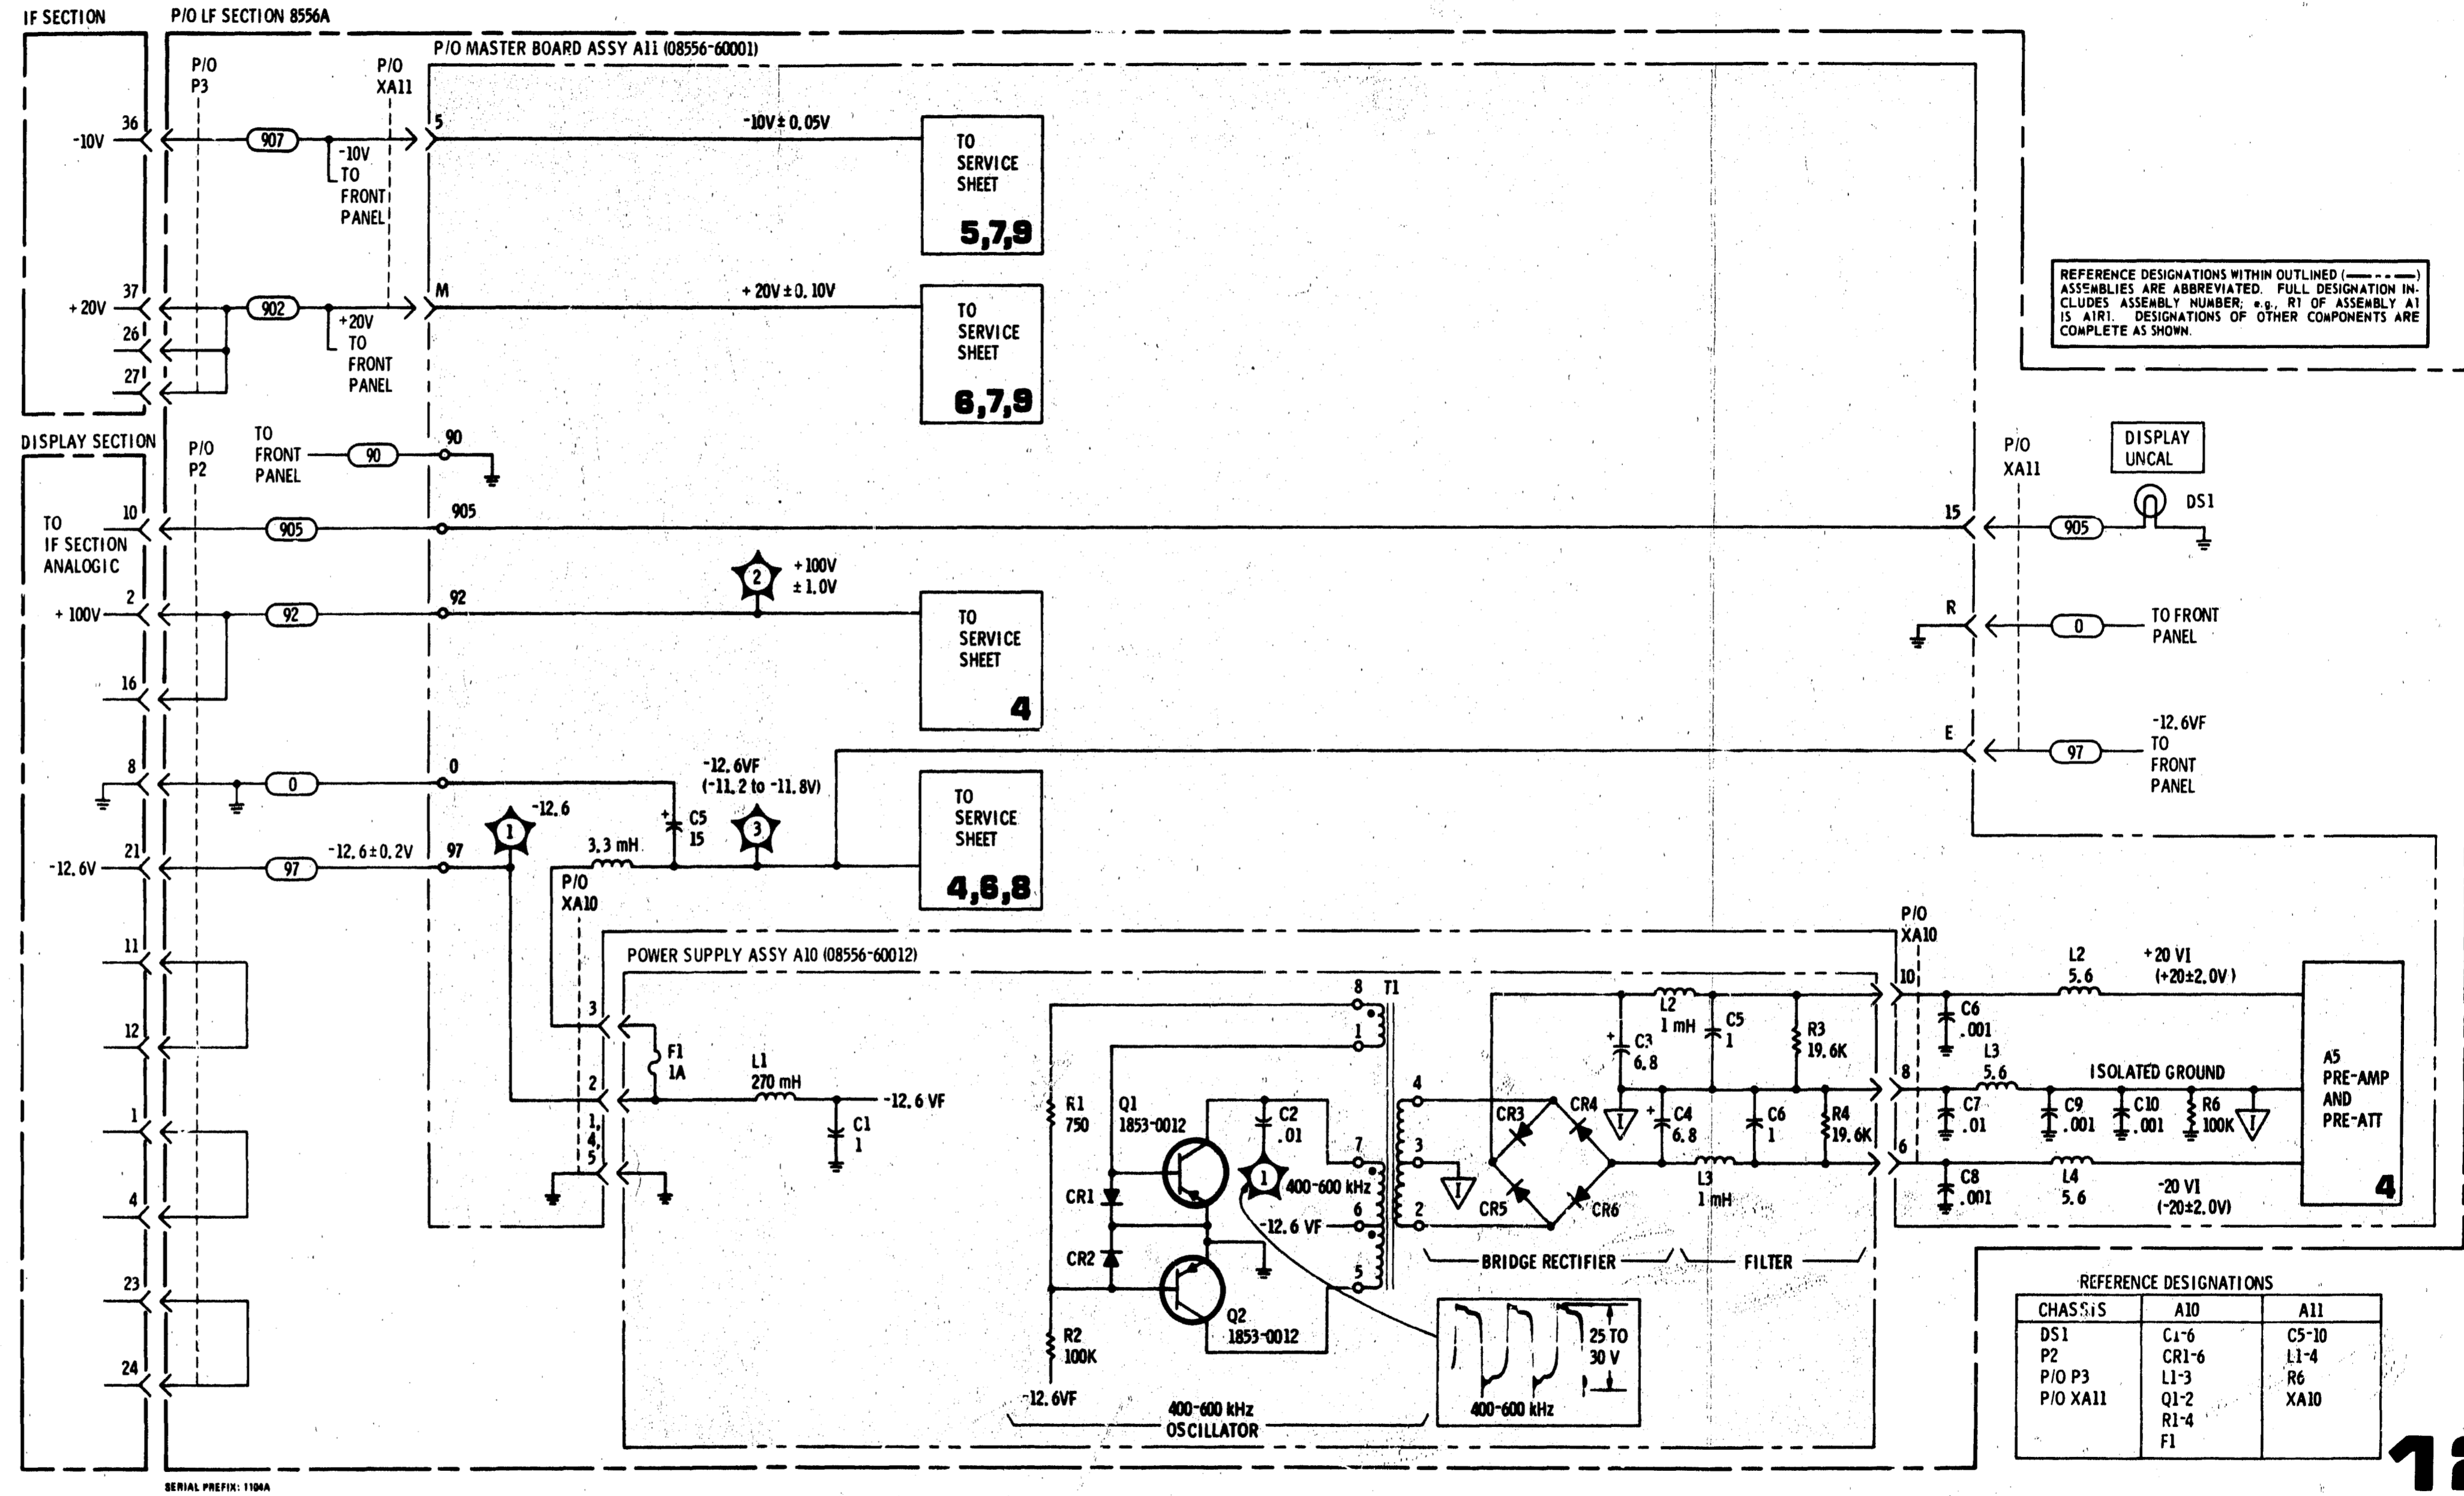 IF SECTION
P/O LF SECTION 8556A
P/O MASTER BOARD ASSY A11 (08556-60001)
P/O
P3
P/O
XA11
36
-10V
907
-10V
TO
FRONT
PANEL
5
-10V ± 0.05V
TO
SERVICE
SHEET
5,7,9
37
+20V
902
+20V
TO
FRONT
PANEL
M
+ 20V ± 0.10V
TO
SERVICE
SHEET
6,7,9
26
27
REFERENCE DESIGNATIONS WITHIN OUTLINED (—--—)
ASSEMBLIES ARE ABBREVIATED. FULL DESIGNATION IN-
CLUDES ASSEMBLY NUMBER; e.g., R1 OF ASSEMBLY A1
IS A1R1. DESIGNATIONS OF OTHER COMPONENTS ARE
COMPLETE AS SHOWN.
DISPLAY SECTION
P/O
P2
TO
FRONT
PANEL
90
90
10
TO
IF SECTION
ANALOGIC
905
905
15
P/O
XA11
905
DISPLAY
UNCAL
DS1
2
+ 100V
92
92
2
+100V
± 1.0V
TO
SERVICE
SHEET
4
R
0
TO FRONT
PANEL
16
E
97
-12.6VF
TO
FRONT
PANEL
8
0
0
1
-12.6
C5
15
-12.6VF
(-11.2 to -11.8V)
3
TO
SERVICE
SHEET
4,6,8
21
-12.6V
97
-12.6±0.2V
97
3.3 mH
P/O
XA10
11
12
1
4
23
24
POWER SUPPLY ASSY A10 (08556-60012)
3
2
1,
4,
5
F1
1A
L1
270 mH
-12.6 VF
C1
1
R1
750
Q1
1853-0012
CR1
CR2
Q2
1853-0012
R2
100K
-12.6VF
C2
.01
1
400-600 kHz
-12.6 VF
8
T1
1
7
6
5
4
3
2
400-600 kHz
OSCILLATOR
25 TO
30 V
400-600 kHz
CR3
CR4
CR5
CR6
BRIDGE RECTIFIER
FILTER
C3
6.8
L2
1 mH
C5
1
R3
19.6K
I
C4
6.8
C6
1
R4
19.6K
L3
1 mH
I
P/O
XA10
10
8
6
C6
.001
L2
5.6
+20 VI
(+20±2.0V)
L3
5.6
ISOLATED GROUND
C7
.01
C9
.001
C10
.001
R6
100K
I
C8
.001
L4
5.6
-20 VI
(-20±2.0V)
A5
PRE-AMP
AND
PRE-ATT
4
REFERENCE DESIGNATIONS
CHASSIS A10 A11
DS1 C1-6 C5-10
P2 CR1-6 L1-4
P/O P3 L1-3 R6
P/O XA11 Q1-2 XA10
R1-4
F1
SERIAL PREFIX: 1104A
12